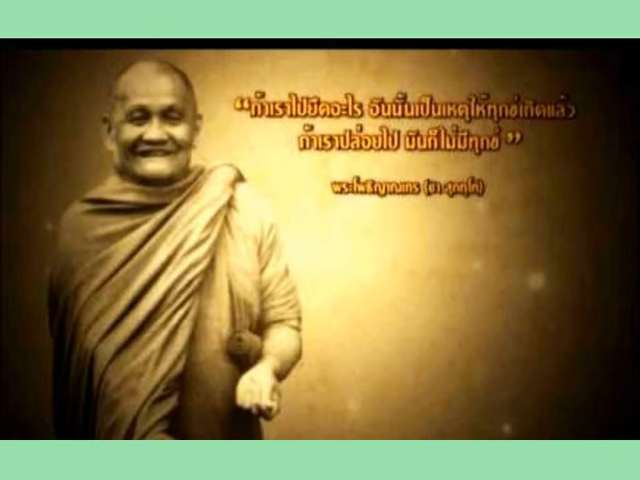 “ถ้าเราไปยึดอะไร อันนั้นเป็นเหตุให้ทุกข์เกิดแล้ว
ถ้าเราปล่อยไป มันก็ไม่มีทุกข์”
พระโพธิญาณเถร (ชา สุภทฺโท)